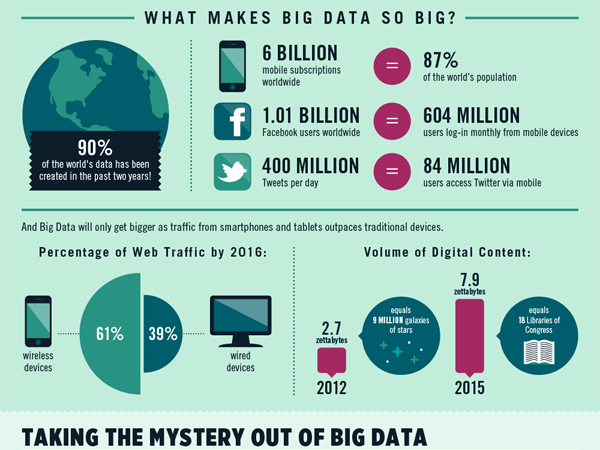 WHAT MAKES BIG DATA SO BIG?
90%
of the world's data has been
created in the past two years!
6 BILLION
mobile subscriptions
worldwide
=
87%
of the world's population
1.01 BILLION
Facebook users worldwide
=
604 MILLION
users log-in monthly from mobile devices
400 MILLION
Tweets per day
=
84 MILLION
users access Twitter via mobile
And Big Data will only get bigger as traffic from smartphones and tablets outpaces traditional devices.
Percentage of Web Traffic by 2016:
61%
39%
wireless
devices
wired
devices
Volume of Digital Content:
2.7
zettabytes
2012
equals
9 MILLION galaxies
of stars
7.9
zettabytes
2015
equals
18 Libraries of
Congress
TAKING THE MYSTERY OUT OF BIG DATA